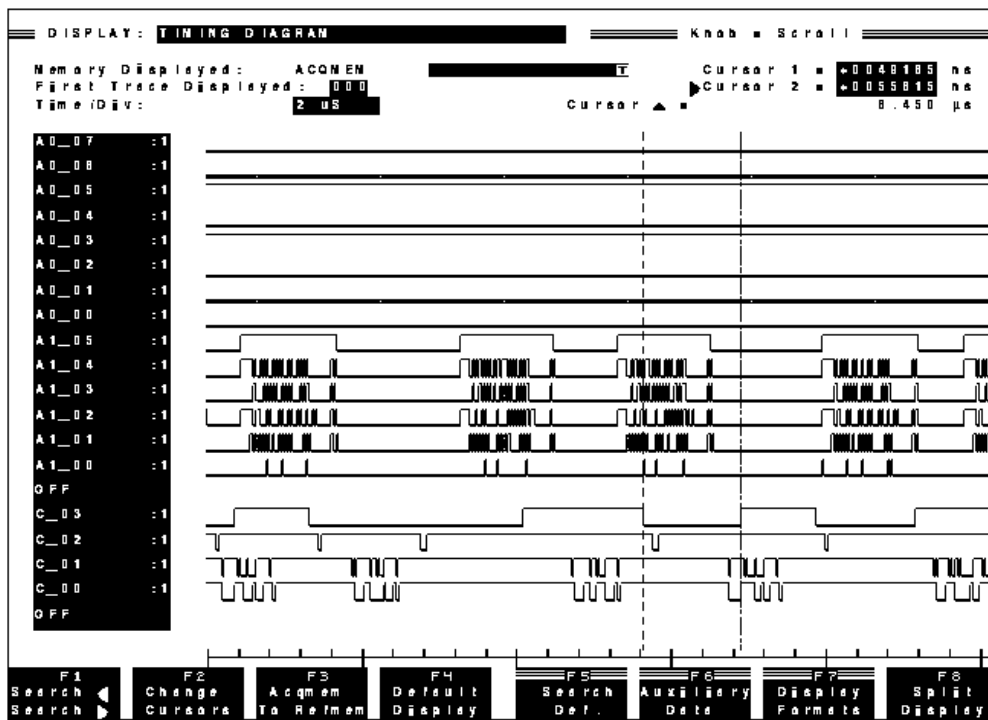 DISPLAY: TIMING DIAGRAM Knob = Scroll
Memory Displayed: ACQMEM T Cursor 1 = +0049165 ns
First Trace Displayed: 000 Cursor 2 = +0055615 ns
Time/Div: 2 uS Cursor ▲ = 6.450 µs
A0_07 :1
A0_06 :1
A0_05 :1
A0_04 :1
A0_03 :1
A0_02 :1
A0_01 :1
A0_00 :1
A1_05 :1
A1_04 :1
A1_03 :1
A1_02 :1
A1_01 :1
A1_00 :1
OFF
C_03 :1
C_02 :1
C_01 :1
C_00 :1
OFF
F1 F2 F3 F4 F5 F6 F7 F8
Search ◀ Change Acqmem Default Search Auxiliary Display Split
Search ▶ Cursors To Refmem Display Def. Data Formats Display